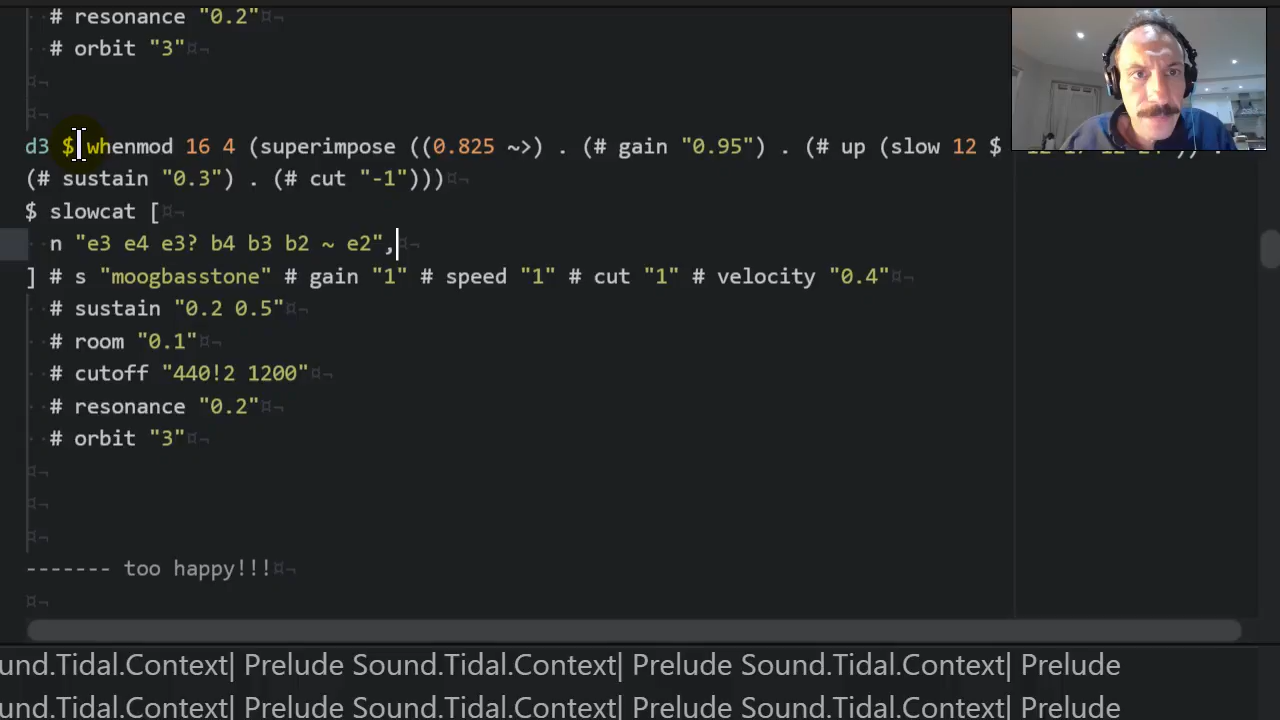 # resonance "0.2"
# orbit "3"
d3 $ whenmod 16 4 (superimpose ((0.825 ~>) . (# gain "0.95") . (# up (slow 12 $
(# sustain "0.3") . (# cut "-1")))
$ slowcat [
n "e3 e4 e3? b4 b3 b2 ~ e2",
] # s "moogbasstone" # gain "1" # speed "1" # cut "1" # velocity "0.4"
# sustain "0.2 0.5"
# room "0.1"
# cutoff "440!2 1200"
# resonance "0.2"
# orbit "3"
------- too happy!!!
und.Tidal.Context| Prelude Sound.Tidal.Context| Prelude Sound.Tidal.Context| Prelude
und.Tidal.Context| Prelude Sound.Tidal.Context| Prelude Sound.Tidal.Context| Prelude